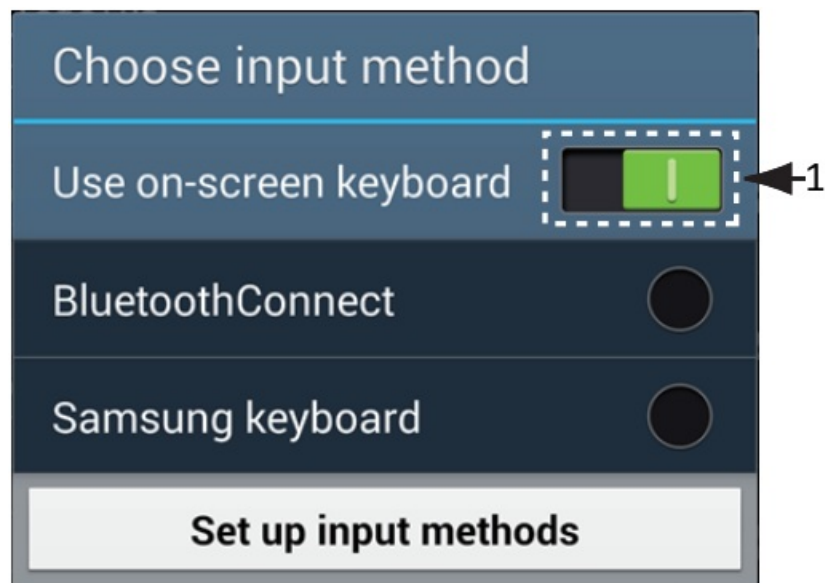 Choose input method
Use on-screen keyboard
1
BluetoothConnect
Samsung keyboard
Set up input methods